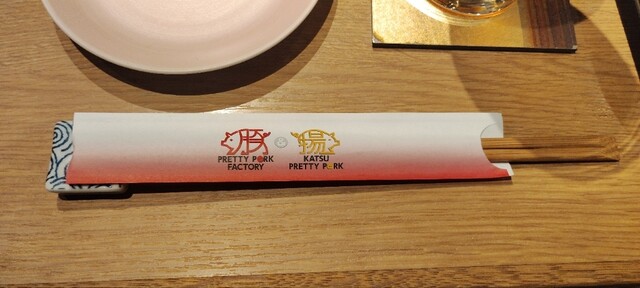 豚
PRETTY PORK
FACTORY
揚
KATSU
PRETTY PORK